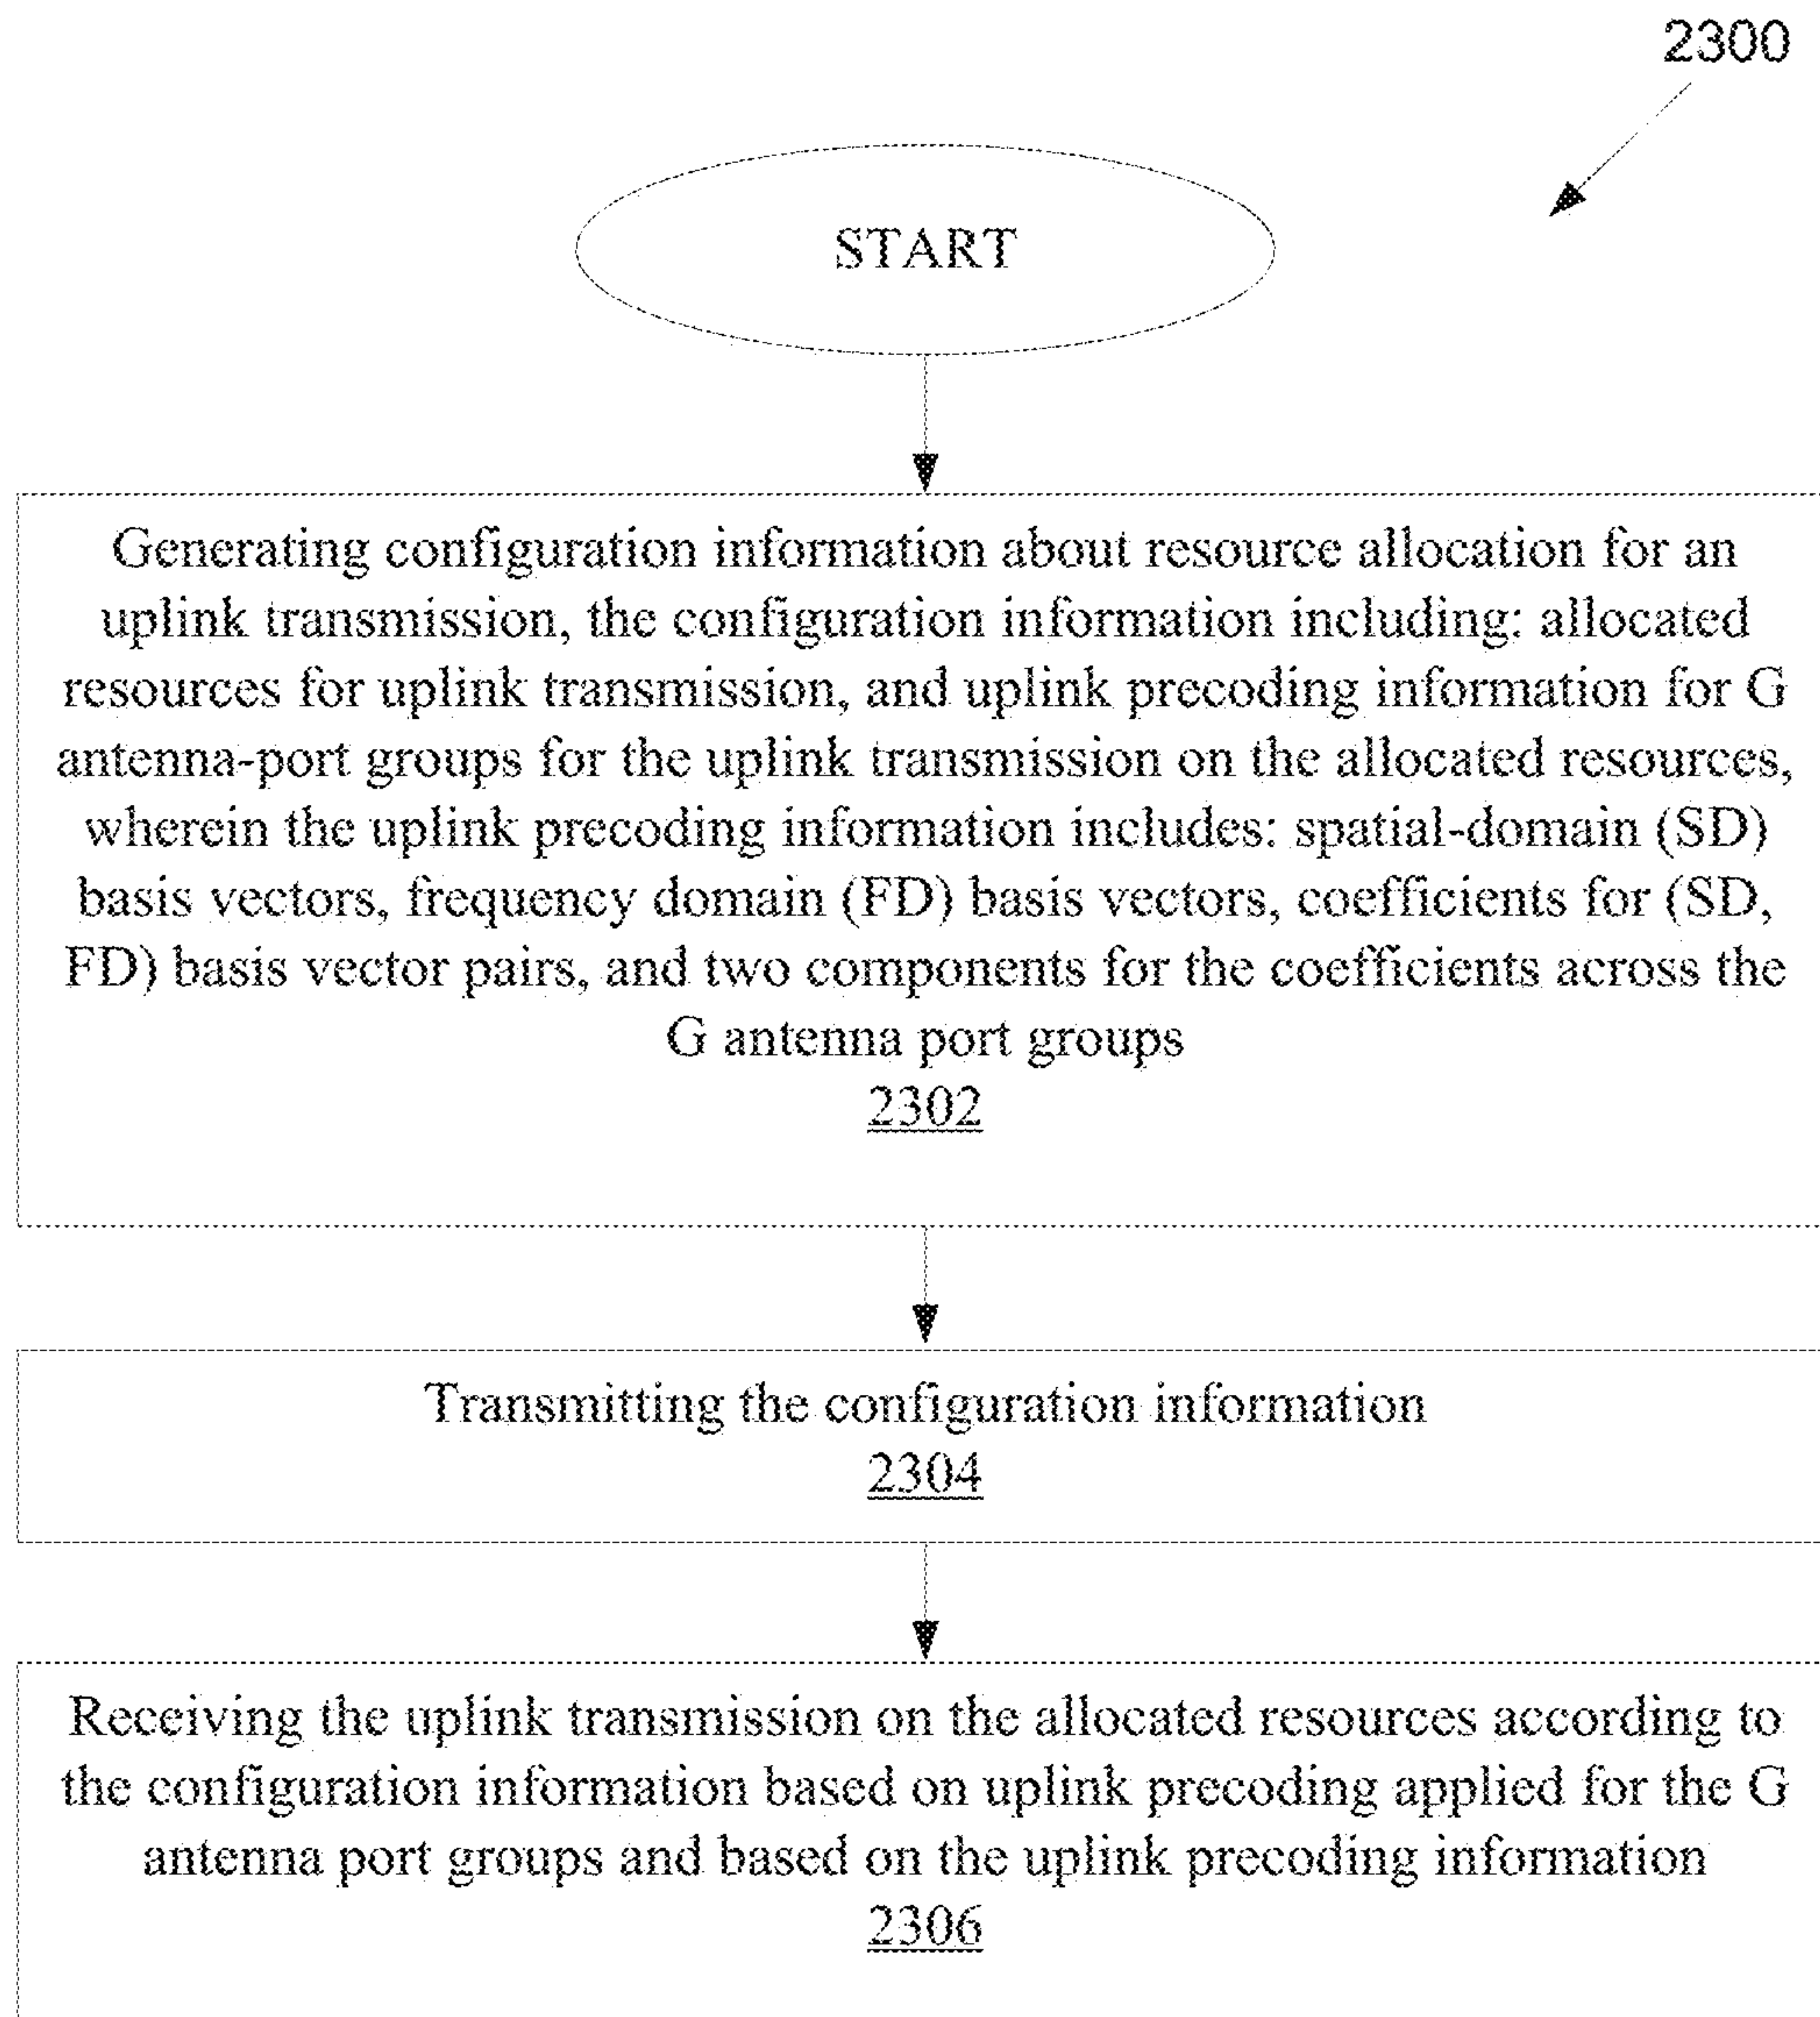 2300
START
Generating configuration information about resource allocation for an
uplink transmission, the configuration information including: allocated
resources for uplink transmission, and uplink precoding information for G
antenna-port groups for the uplink transmission on the allocated resources,
wherein the uplink precoding information includes: spatial-domain (SD)
basis vectors, frequency domain (FD) basis vectors, coefficients for (SD,
FD) basis vector pairs, and two components for the coefficients across the
G antenna port groups
2302
Transmitting the configuration information
2304
Receiving the uplink transmission on the allocated resources according to
the configuration information based on uplink precoding applied for the G
antenna port groups and based on the uplink precoding information
2306